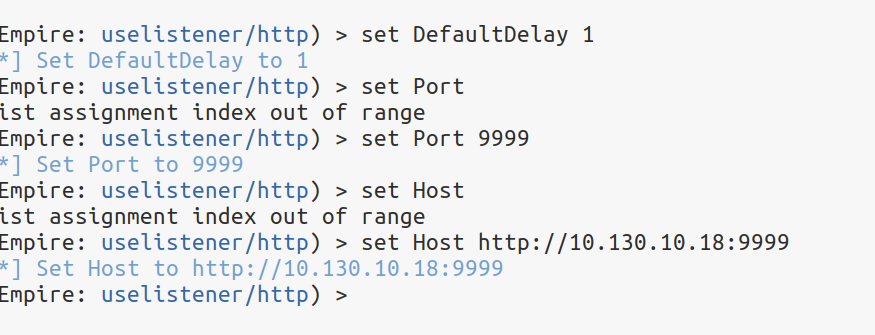 Empire: uselistener/http) > set DefaultDelay 1
*] Set DefaultDelay to 1
Empire: uselistener/http) > set Port
ist assignment index out of range
Empire: uselistener/http) > set Port 9999
*] Set Port to 9999
Empire: uselistener/http) > set Host
ist assignment index out of range
Empire: uselistener/http) > set Host http://10.130.10.18:9999
*] Set Host to http://10.130.10.18:9999
Empire: uselistener/http) >